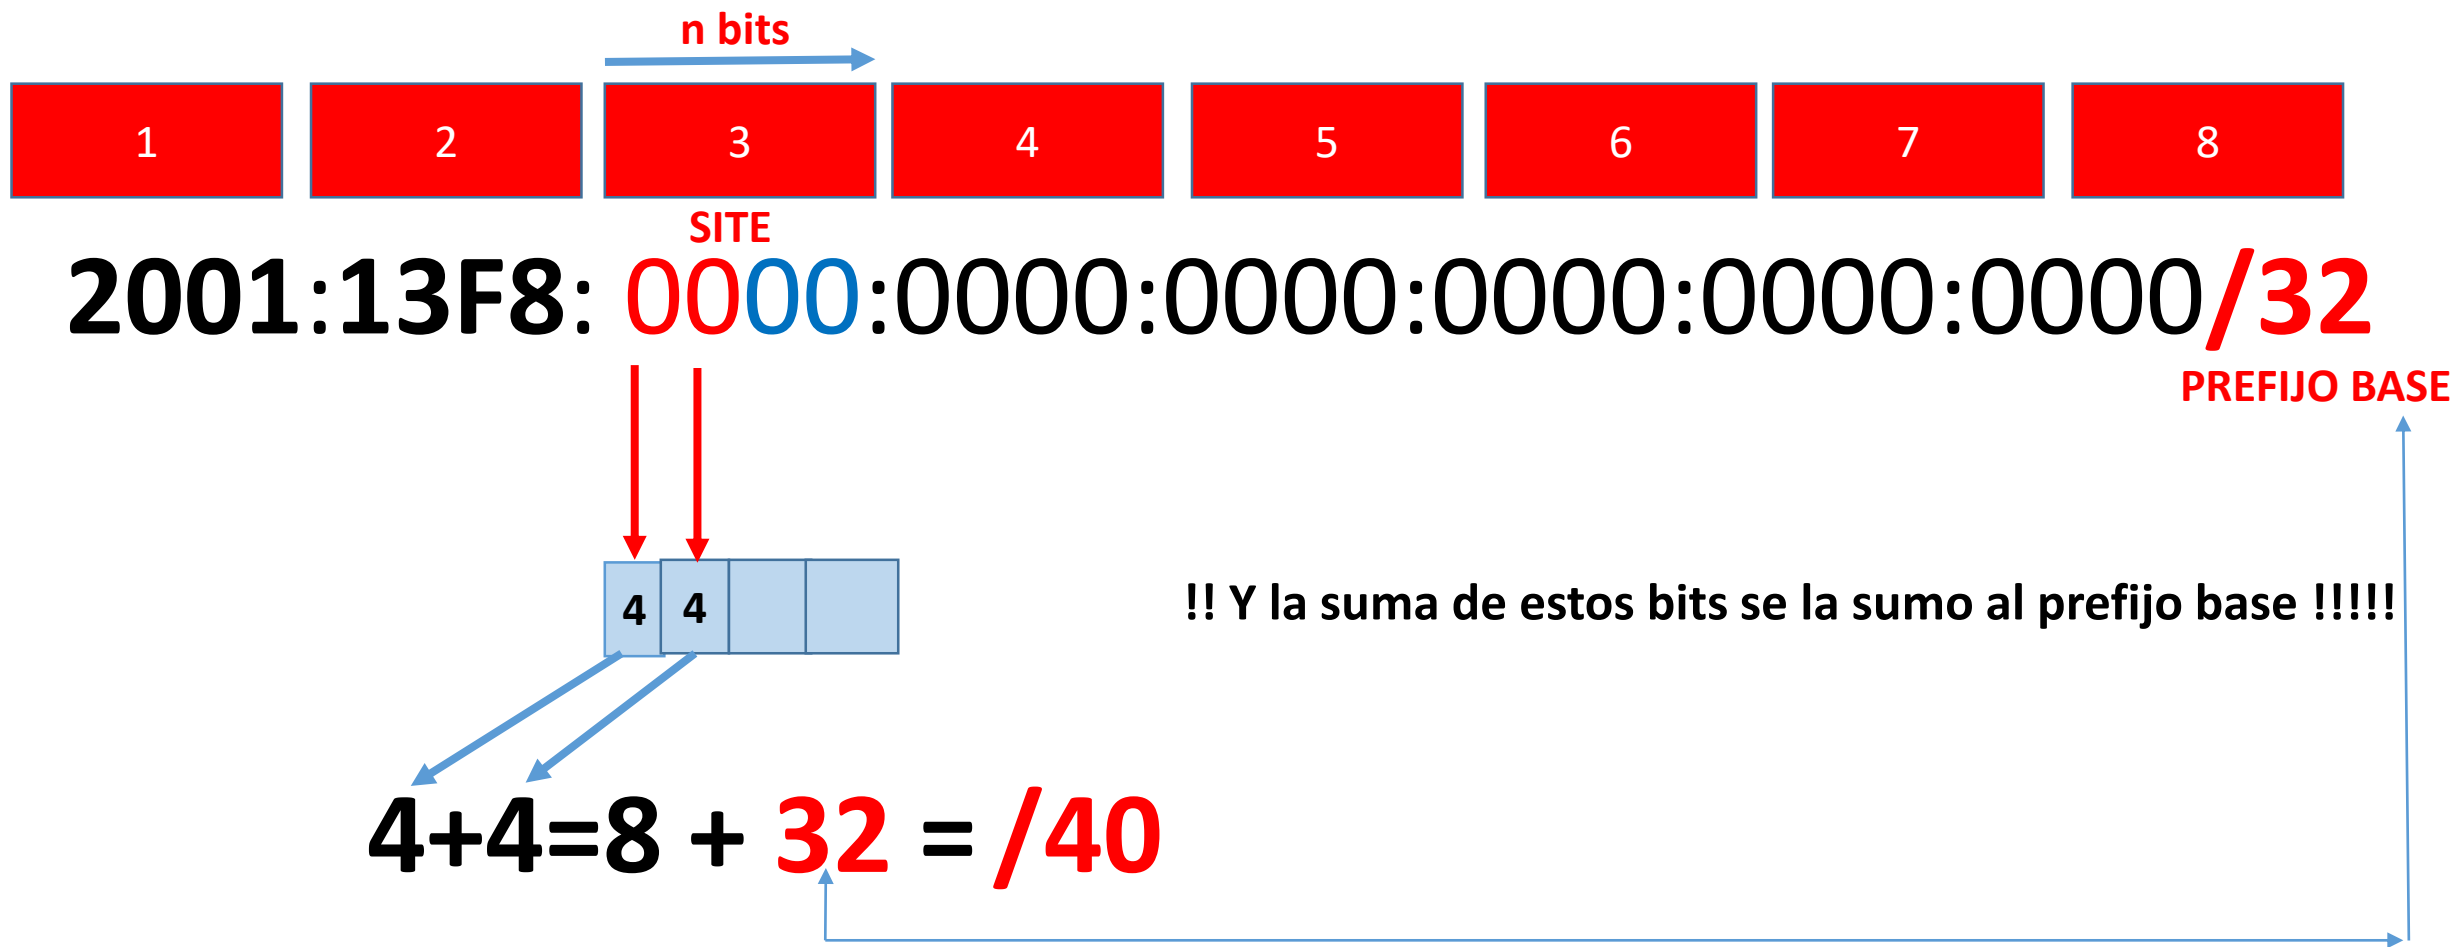 n bits
1 2 3 4 5 6 7 8
SITE
2001:13F8: 0000:0000:0000:0000:0000:0000/32
PREFIJO BASE
4 4
!! Y la suma de estos bits se la sumo al prefijo base !!!!!
4+4=8 + 32 = /40